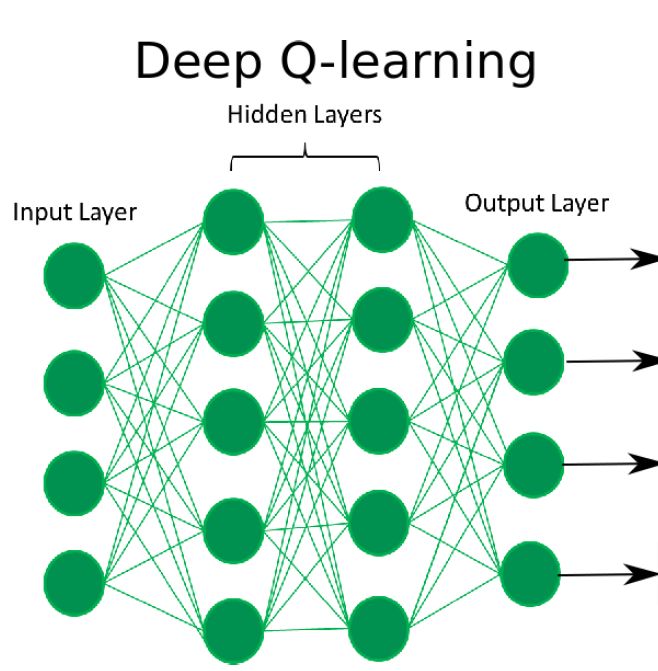 Deep Q-learning
Hidden Layers
Input Layer
Output Layer